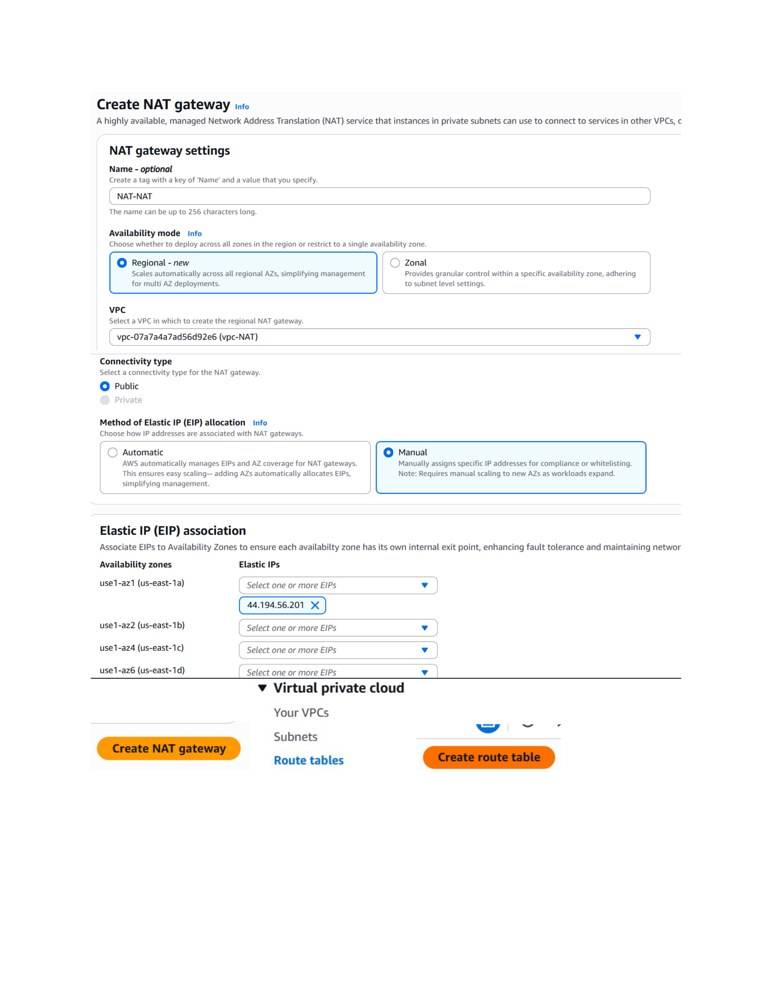 Create NAT gateway Info
A highly available, managed Network Address Translation (NAT) service that instances in private subnets can use to connect to services in other VPCs,
NAT gateway settings
Name - optional
Create a tag with a key of 'Name' and a value that you specify.
NAT-NAT
The name can be up to 256 characters long.
Availability mode Info
Choose whether to deploy across all zones in the region or restrict to a single availability zone.
Regional - new
Scales automatically across all regional AZs, simplifying management
for multi AZ deployments.
Zonal
Provides granular control within a specific availability zone, adhering
to subnet level settings.
VPC
Select a VPC in which to create the regional NAT gateway.
vpc-07a7a4a7ad56d92e6 (vpc-NAT)
Connectivity type
Select a connectivity type for the NAT gateway.
Public
Private
Method of Elastic IP (EIP) allocation Info
Choose how IP addresses are associated with NAT gateways.
Automatic
AWS automatically manages EIPs and AZ coverage for NAT gateways.
This ensures easy scaling-- adding AZs automatically allocates EIPs,
simplifying management.
Manual
Manually assigns specific IP addresses for compliance or whitelisting.
Note: Requires manual scaling to new AZs as workloads expand.
Elastic IP (EIP) association
Associate EIPs to Availability Zones to ensure each availabilty zone has its own internal exit point, enhancing fault tolerance and maintaining networ
Availability zones Elastic IPs
use1-az1 (us-east-1a) Select one or more EIPs
44.194.56.201
use1-az2 (us-east-1b) Select one or more EIPs
use1-az4 (us-east-1c) Select one or more EIPs
use1-az6 (us-east-1d) Select one or more EIPs
Virtual private cloud
Your VPCs
Subnets
Route tables
Create NAT gateway
Create route table